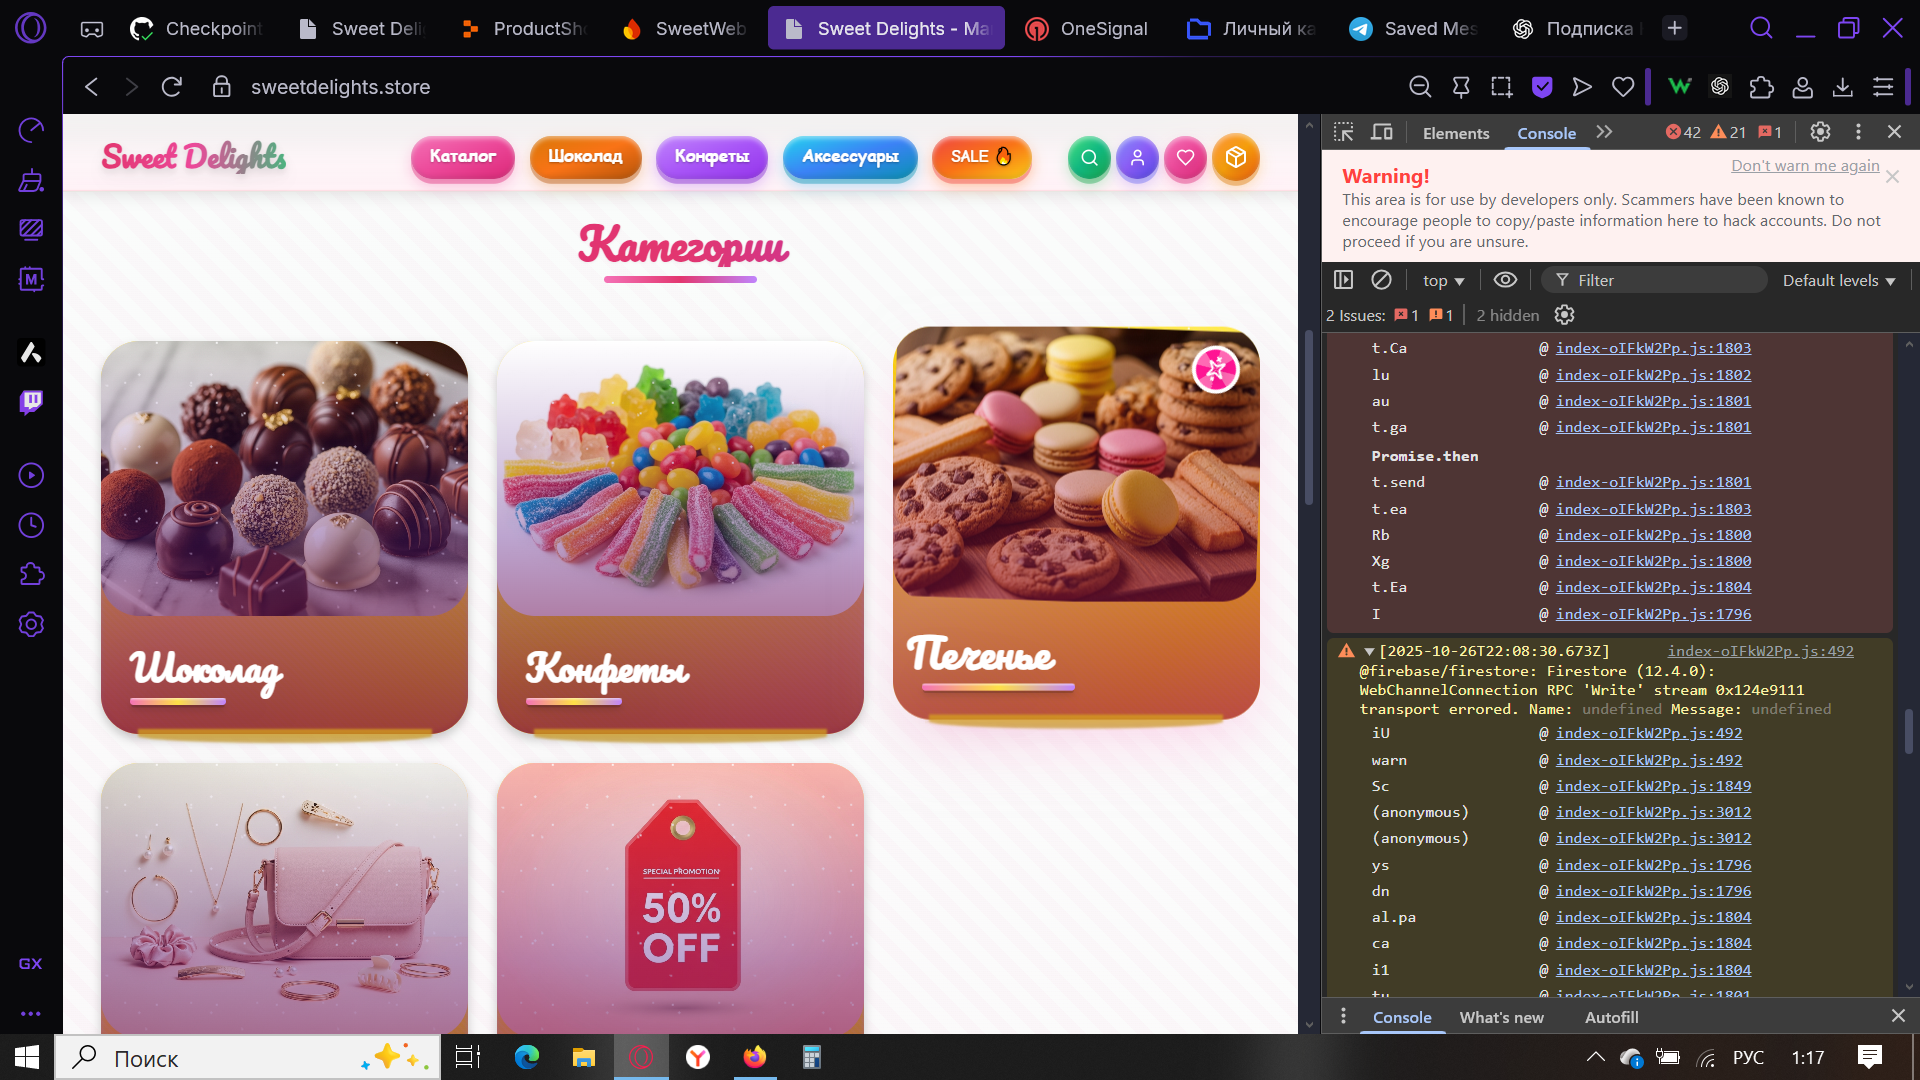 Checkpoint
Sweet Deli
ProductSh
SweetWeb
Sweet Delights - Ma
OneSignal
Личный ка
Saved Mes
Подписка
sweetdelights.store
Sweet Delights
Каталог
Шоколад
Конфеты
Аксессуары
SALE 🔥
Категории
Шоколад
Конфеты
Печенье
SPECIAL PROMOTION
50%
OFF
GX
Elements
Console
42
21
1
Don't warn me again
Warning!
This area is for use by developers only. Scammers have been known to
encourage people to copy/paste information here to hack accounts. Do not
proceed if you are unsure.
top
Filter
Default levels
2 Issues: 1 1
2 hidden
t.Ca @ index-oIFkW2Pp.js:1803
lu @ index-oIFkW2Pp.js:1802
au @ index-oIFkW2Pp.js:1801
t.ga @ index-oIFkW2Pp.js:1801
Promise.then
t.send @ index-oIFkW2Pp.js:1801
t.ea @ index-oIFkW2Pp.js:1803
Rb @ index-oIFkW2Pp.js:1800
Xg @ index-oIFkW2Pp.js:1800
t.Ea @ index-oIFkW2Pp.js:1804
I @ index-oIFkW2Pp.js:1796
[2025-10-26T22:08:30.673Z] index-oIFkW2Pp.js:492
@firebase/firestore: Firestore (12.4.0):
WebChannelConnection RPC 'Write' stream 0x124e9111
transport errored. Name: undefined Message: undefined
iU @ index-oIFkW2Pp.js:492
warn @ index-oIFkW2Pp.js:492
Sc @ index-oIFkW2Pp.js:1849
(anonymous) @ index-oIFkW2Pp.js:3012
(anonymous) @ index-oIFkW2Pp.js:3012
ys @ index-oIFkW2Pp.js:1796
dn @ index-oIFkW2Pp.js:1796
al.pa @ index-oIFkW2Pp.js:1804
ca @ index-oIFkW2Pp.js:1804
i1 @ index-oIFkW2Pp.js:1804
tu @ index-oIFkW2Pp.js:1801
Console
What's new
Autofill
Поиск
РУС
1:17